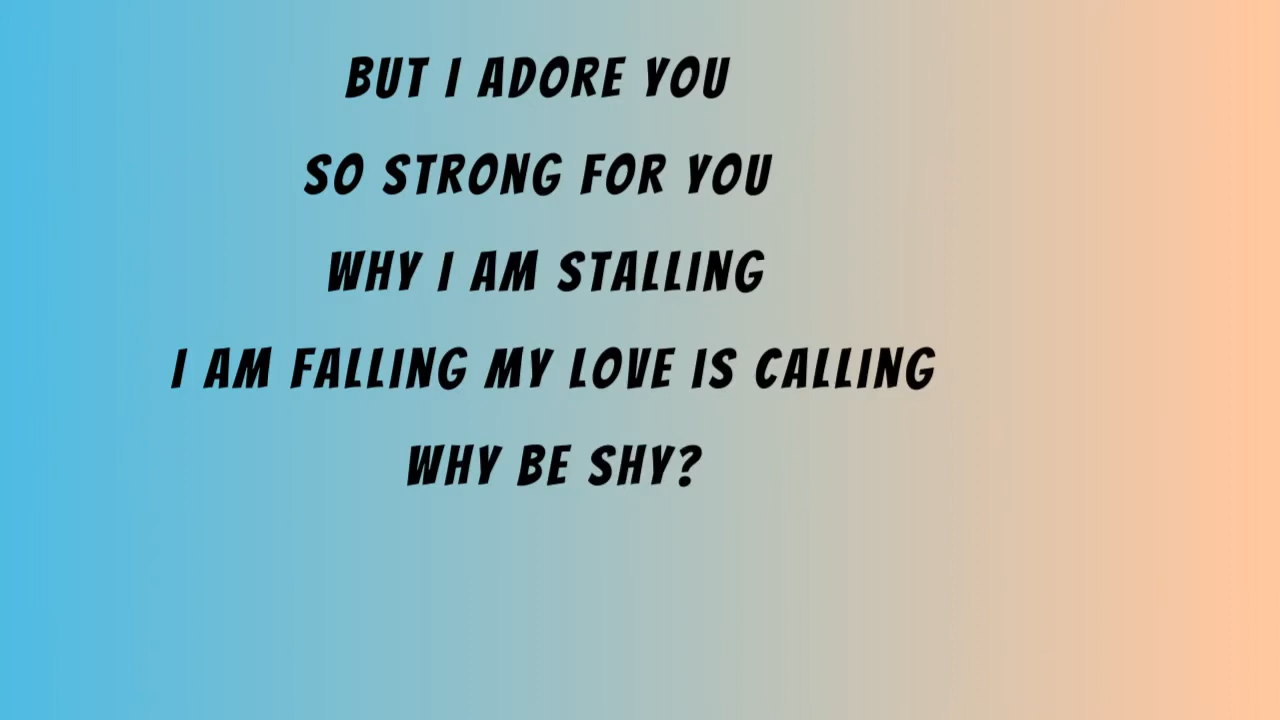 BUT I ADORE YOU
SO STRONG FOR YOU
WHY I AM STALLING
I AM FALLING MY LOVE IS CALLING
WHY BE SHY?